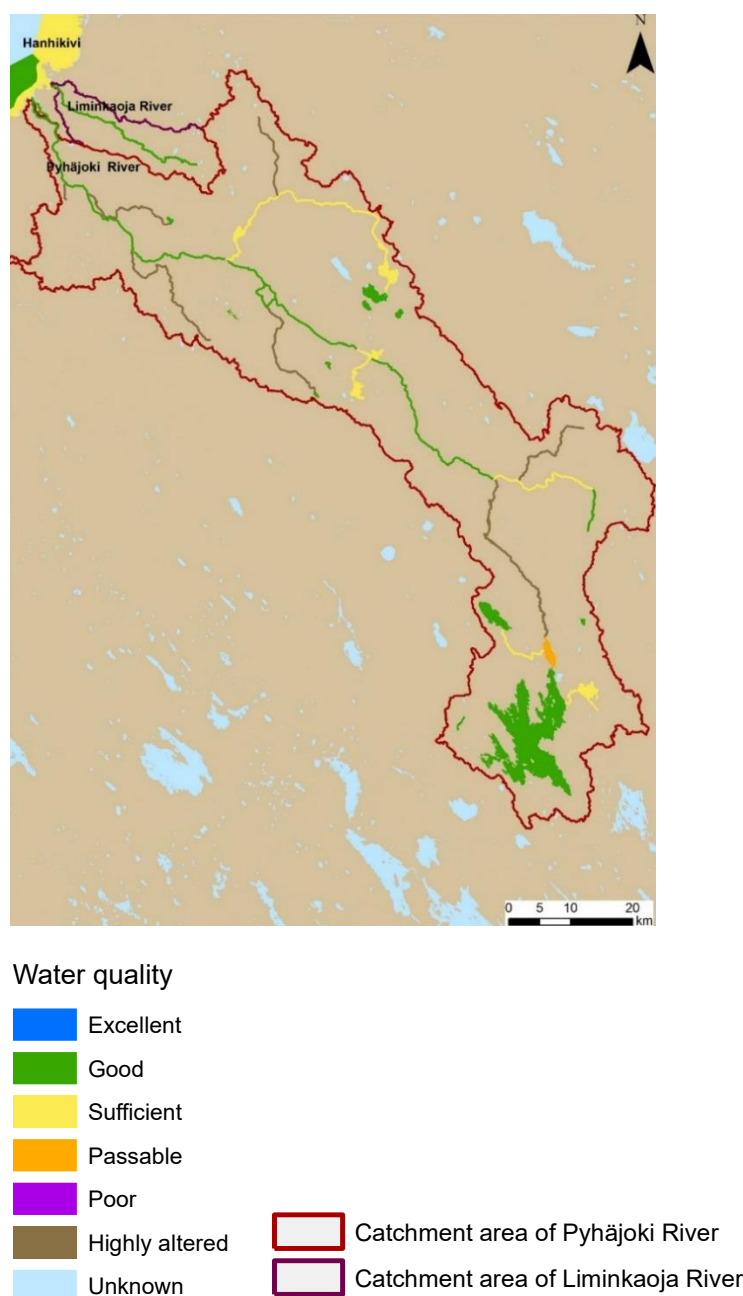 N
Hanhikivi
Liminkaoja River
Pyhäjoki River
0 5 10 20
km
Water quality
Excellent
Good
Sufficient
Passable
Poor
Highly altered
Unknown
Catchment area of Pyhäjoki River
Catchment area of Liminkaoja River